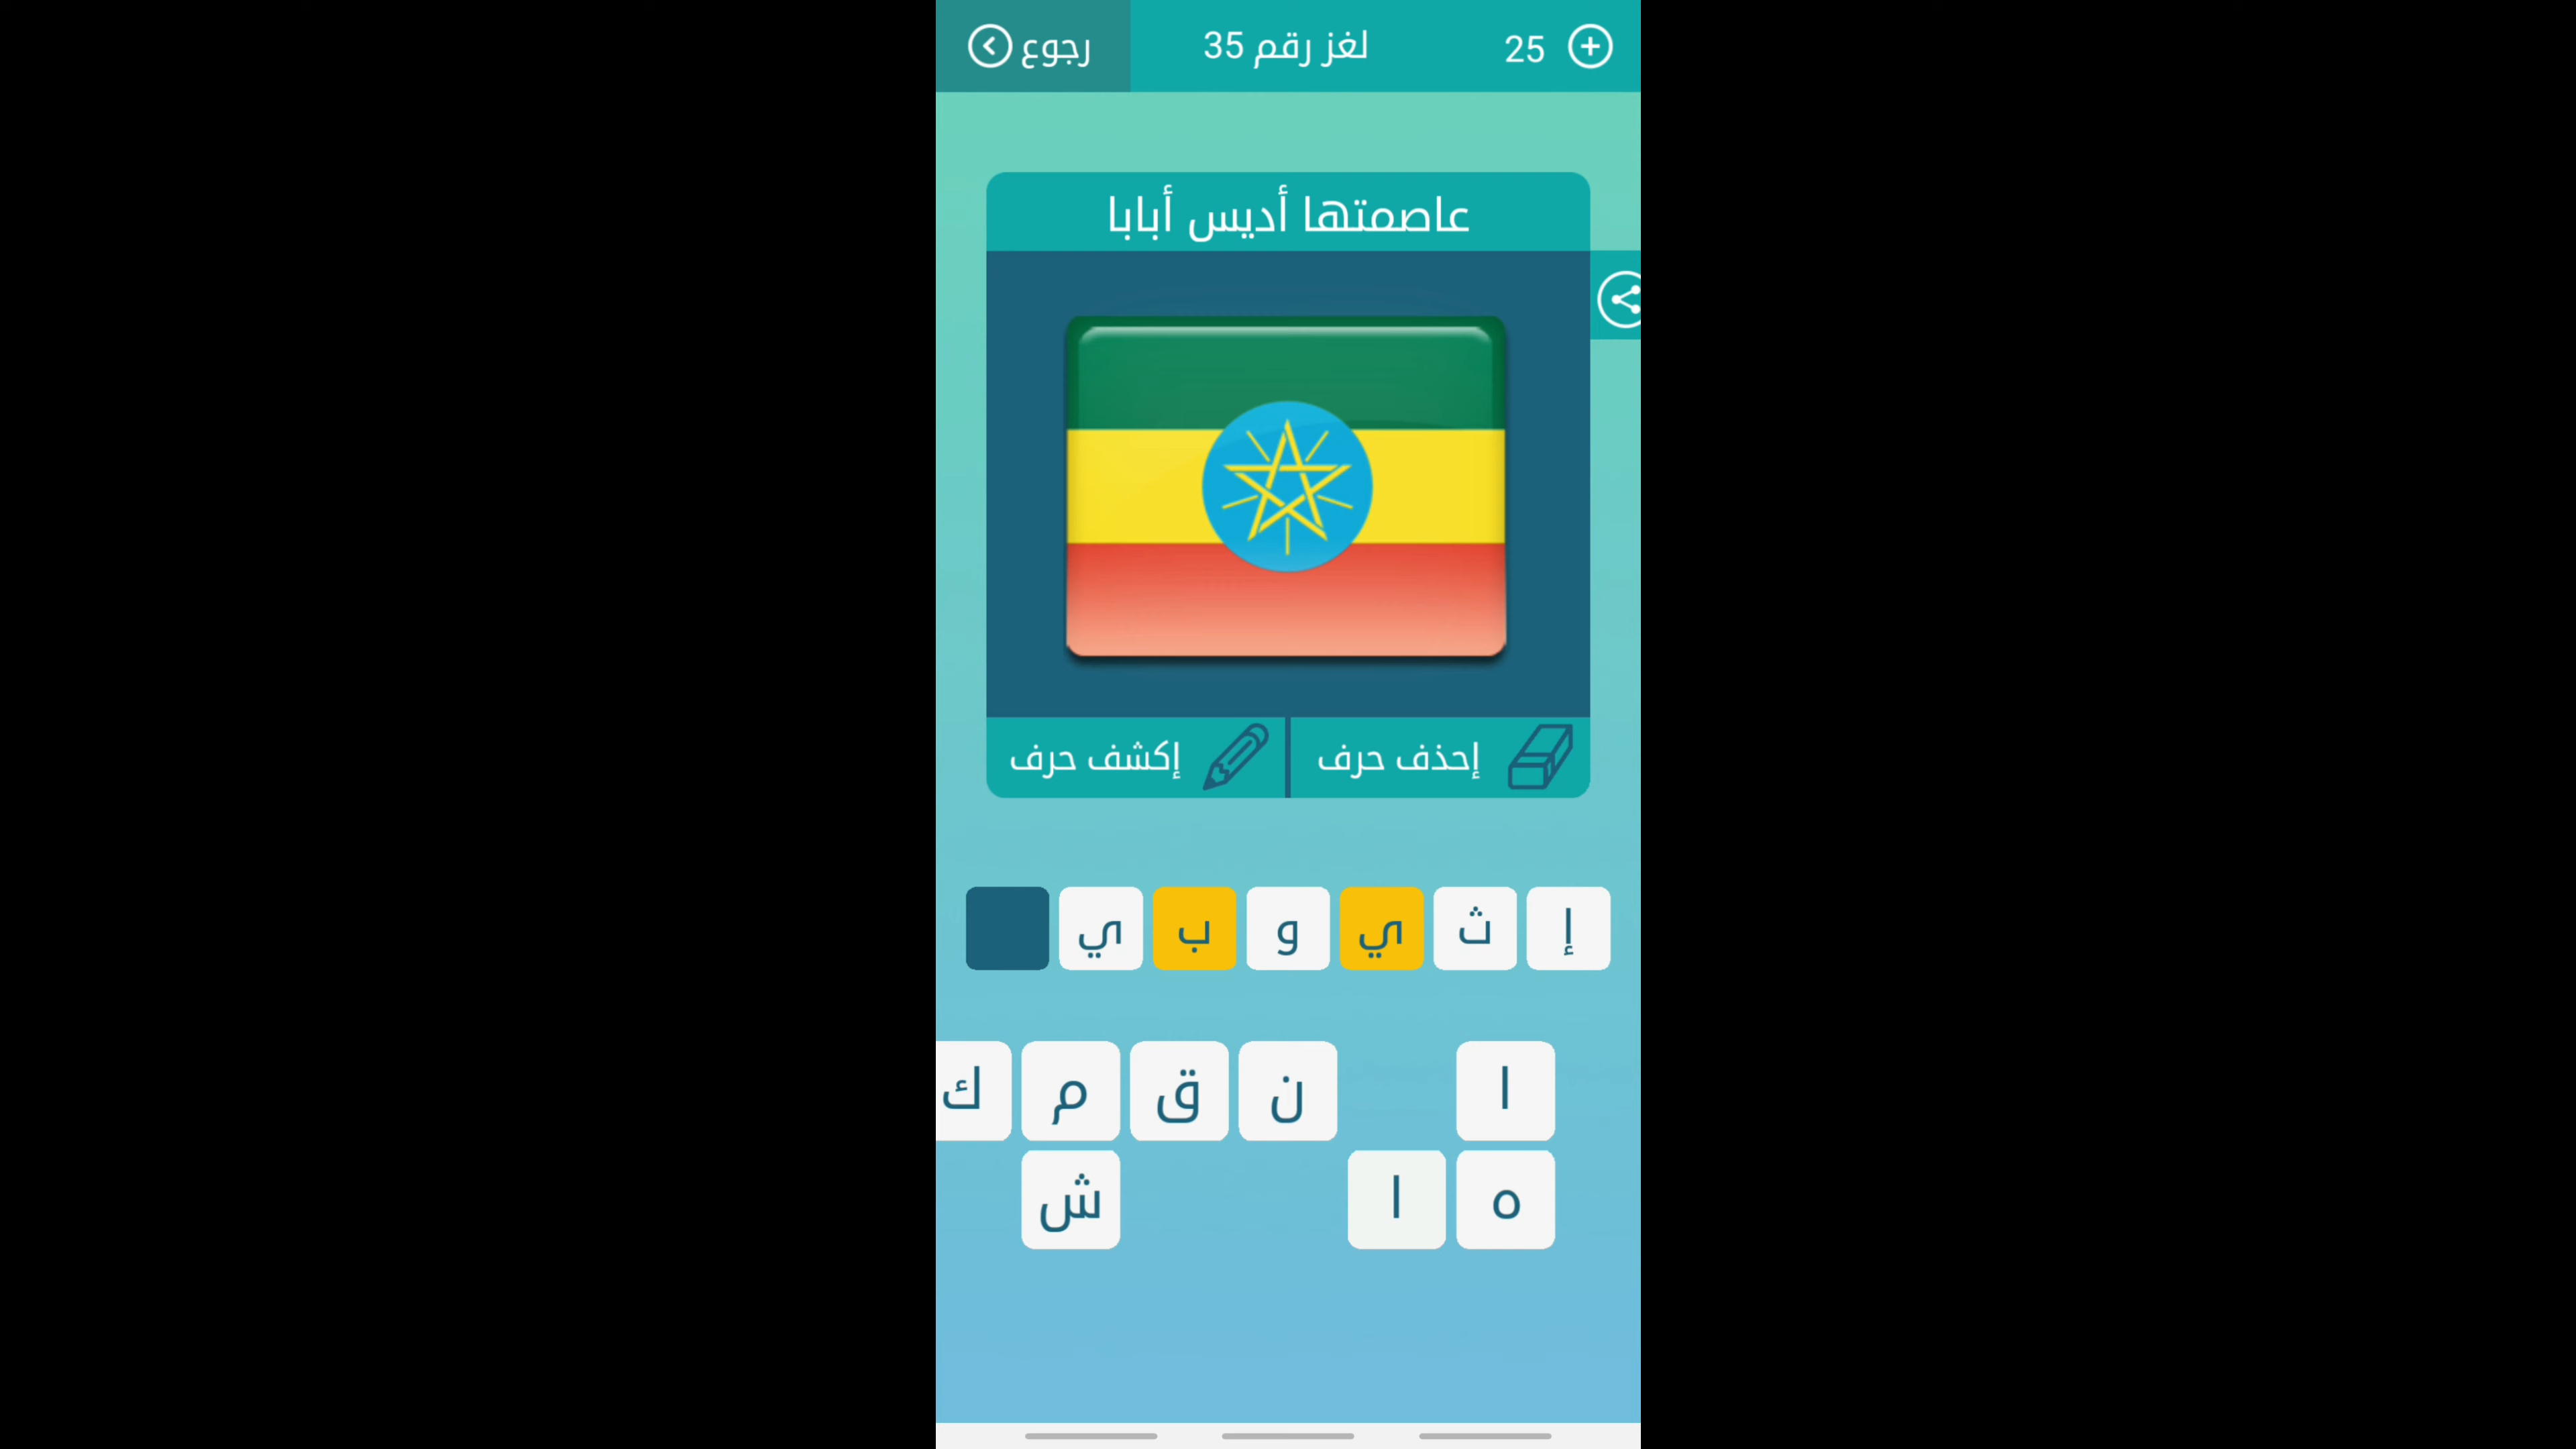 رجوع لغز رقم 35 25
عاصمتها أديس أبابا
إحذف حرف إكشف حرف
إ ث ي و ب ي
ا ن ق م ك
ه ا ش